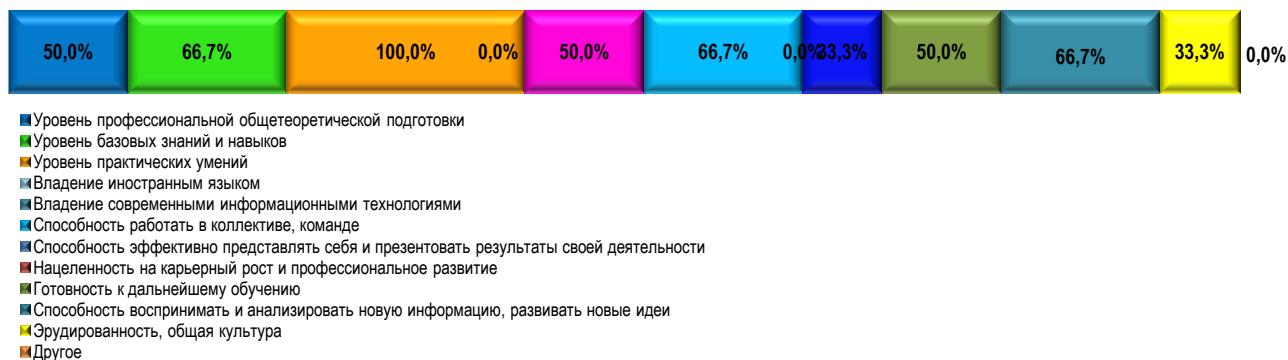 50,0% 66,7% 100,0% 0,0% 50,0% 66,7% 0,0% 33,3% 50,0% 66,7% 33,3% 0,0%
Уровень профессиональной общетеоретической подготовки
Уровень базовых знаний и навыков
Уровень практических умений
Владение иностранным языком
Владение современными информационными технологиями
Способность работать в коллективе, команде
Способность эффективно представлять себя и презентовать результаты своей деятельности
Нацеленность на карьерный рост и профессиональное развитие
Готовность к дальнейшему обучению
Способность воспринимать и анализировать новую информацию, развивать новые идеи
Эрудированность, общая культура
Другое